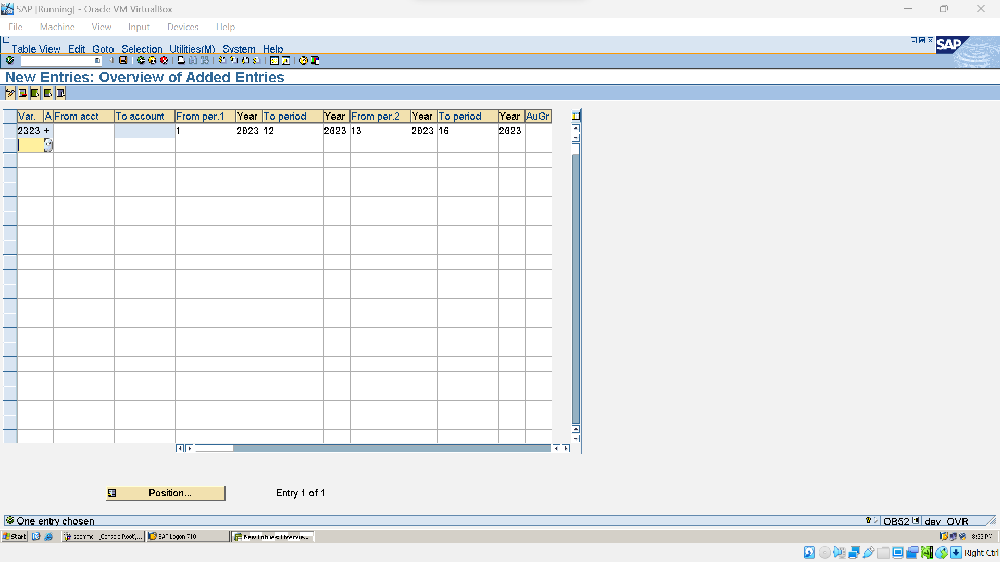 SAP [Running] - Oracle VM VirtualBox
File Machine View Input Devices Help
Table View Edit Goto Selection Utilities(M) System Help
SAP
New Entries: Overview of Added Entries
Var. A From acct To account From per.1 Year To period Year From per.2 Year To period Year AuGr
2323 + 1 2023 12 2023 13 2023 16 2023
Position... Entry 1 of 1
One entry chosen OB52 dev OVR
Start sapmmc - [Console Root\... SAP Logon 710 New Entries: Overvie... 8:33 PM
Right Ctrl